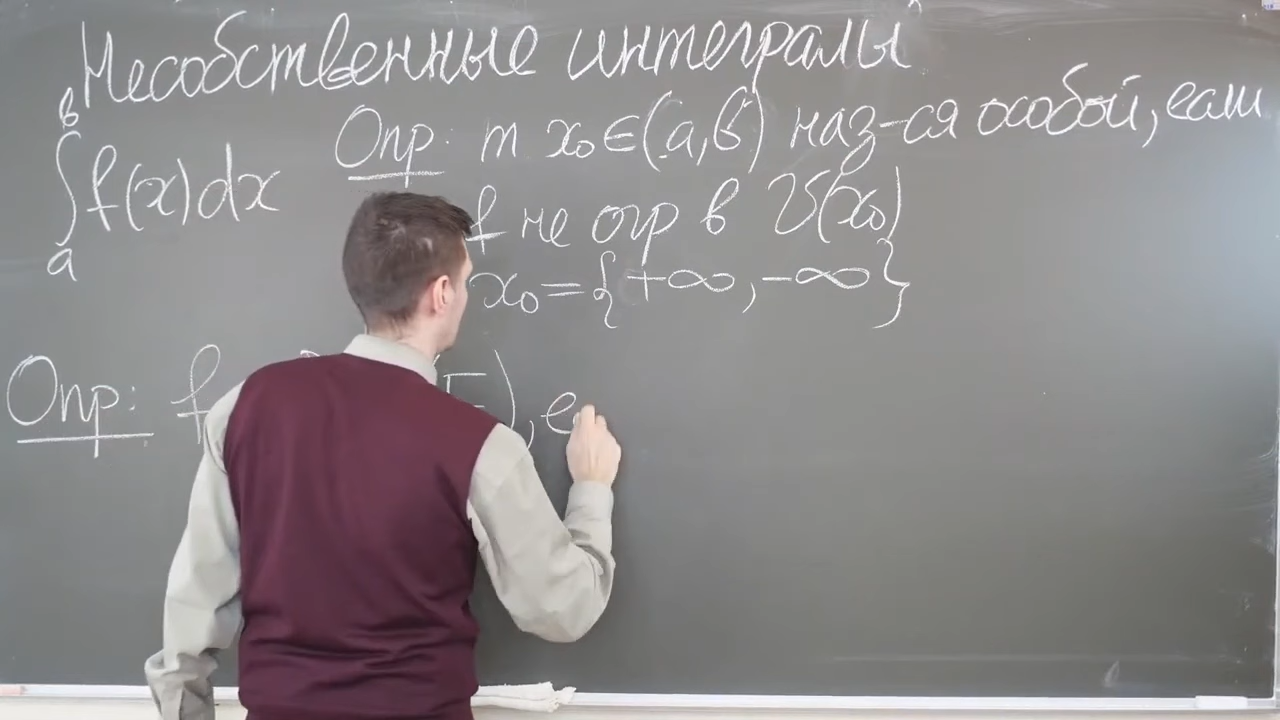 Несобственные интегралы
Опр: т x₀∈(a,в) наз-ся особой, если
в
∫ f(x)dx
a
f не огр в U(x₀)
x₀={+∞,-∞}
Опр: f ), е